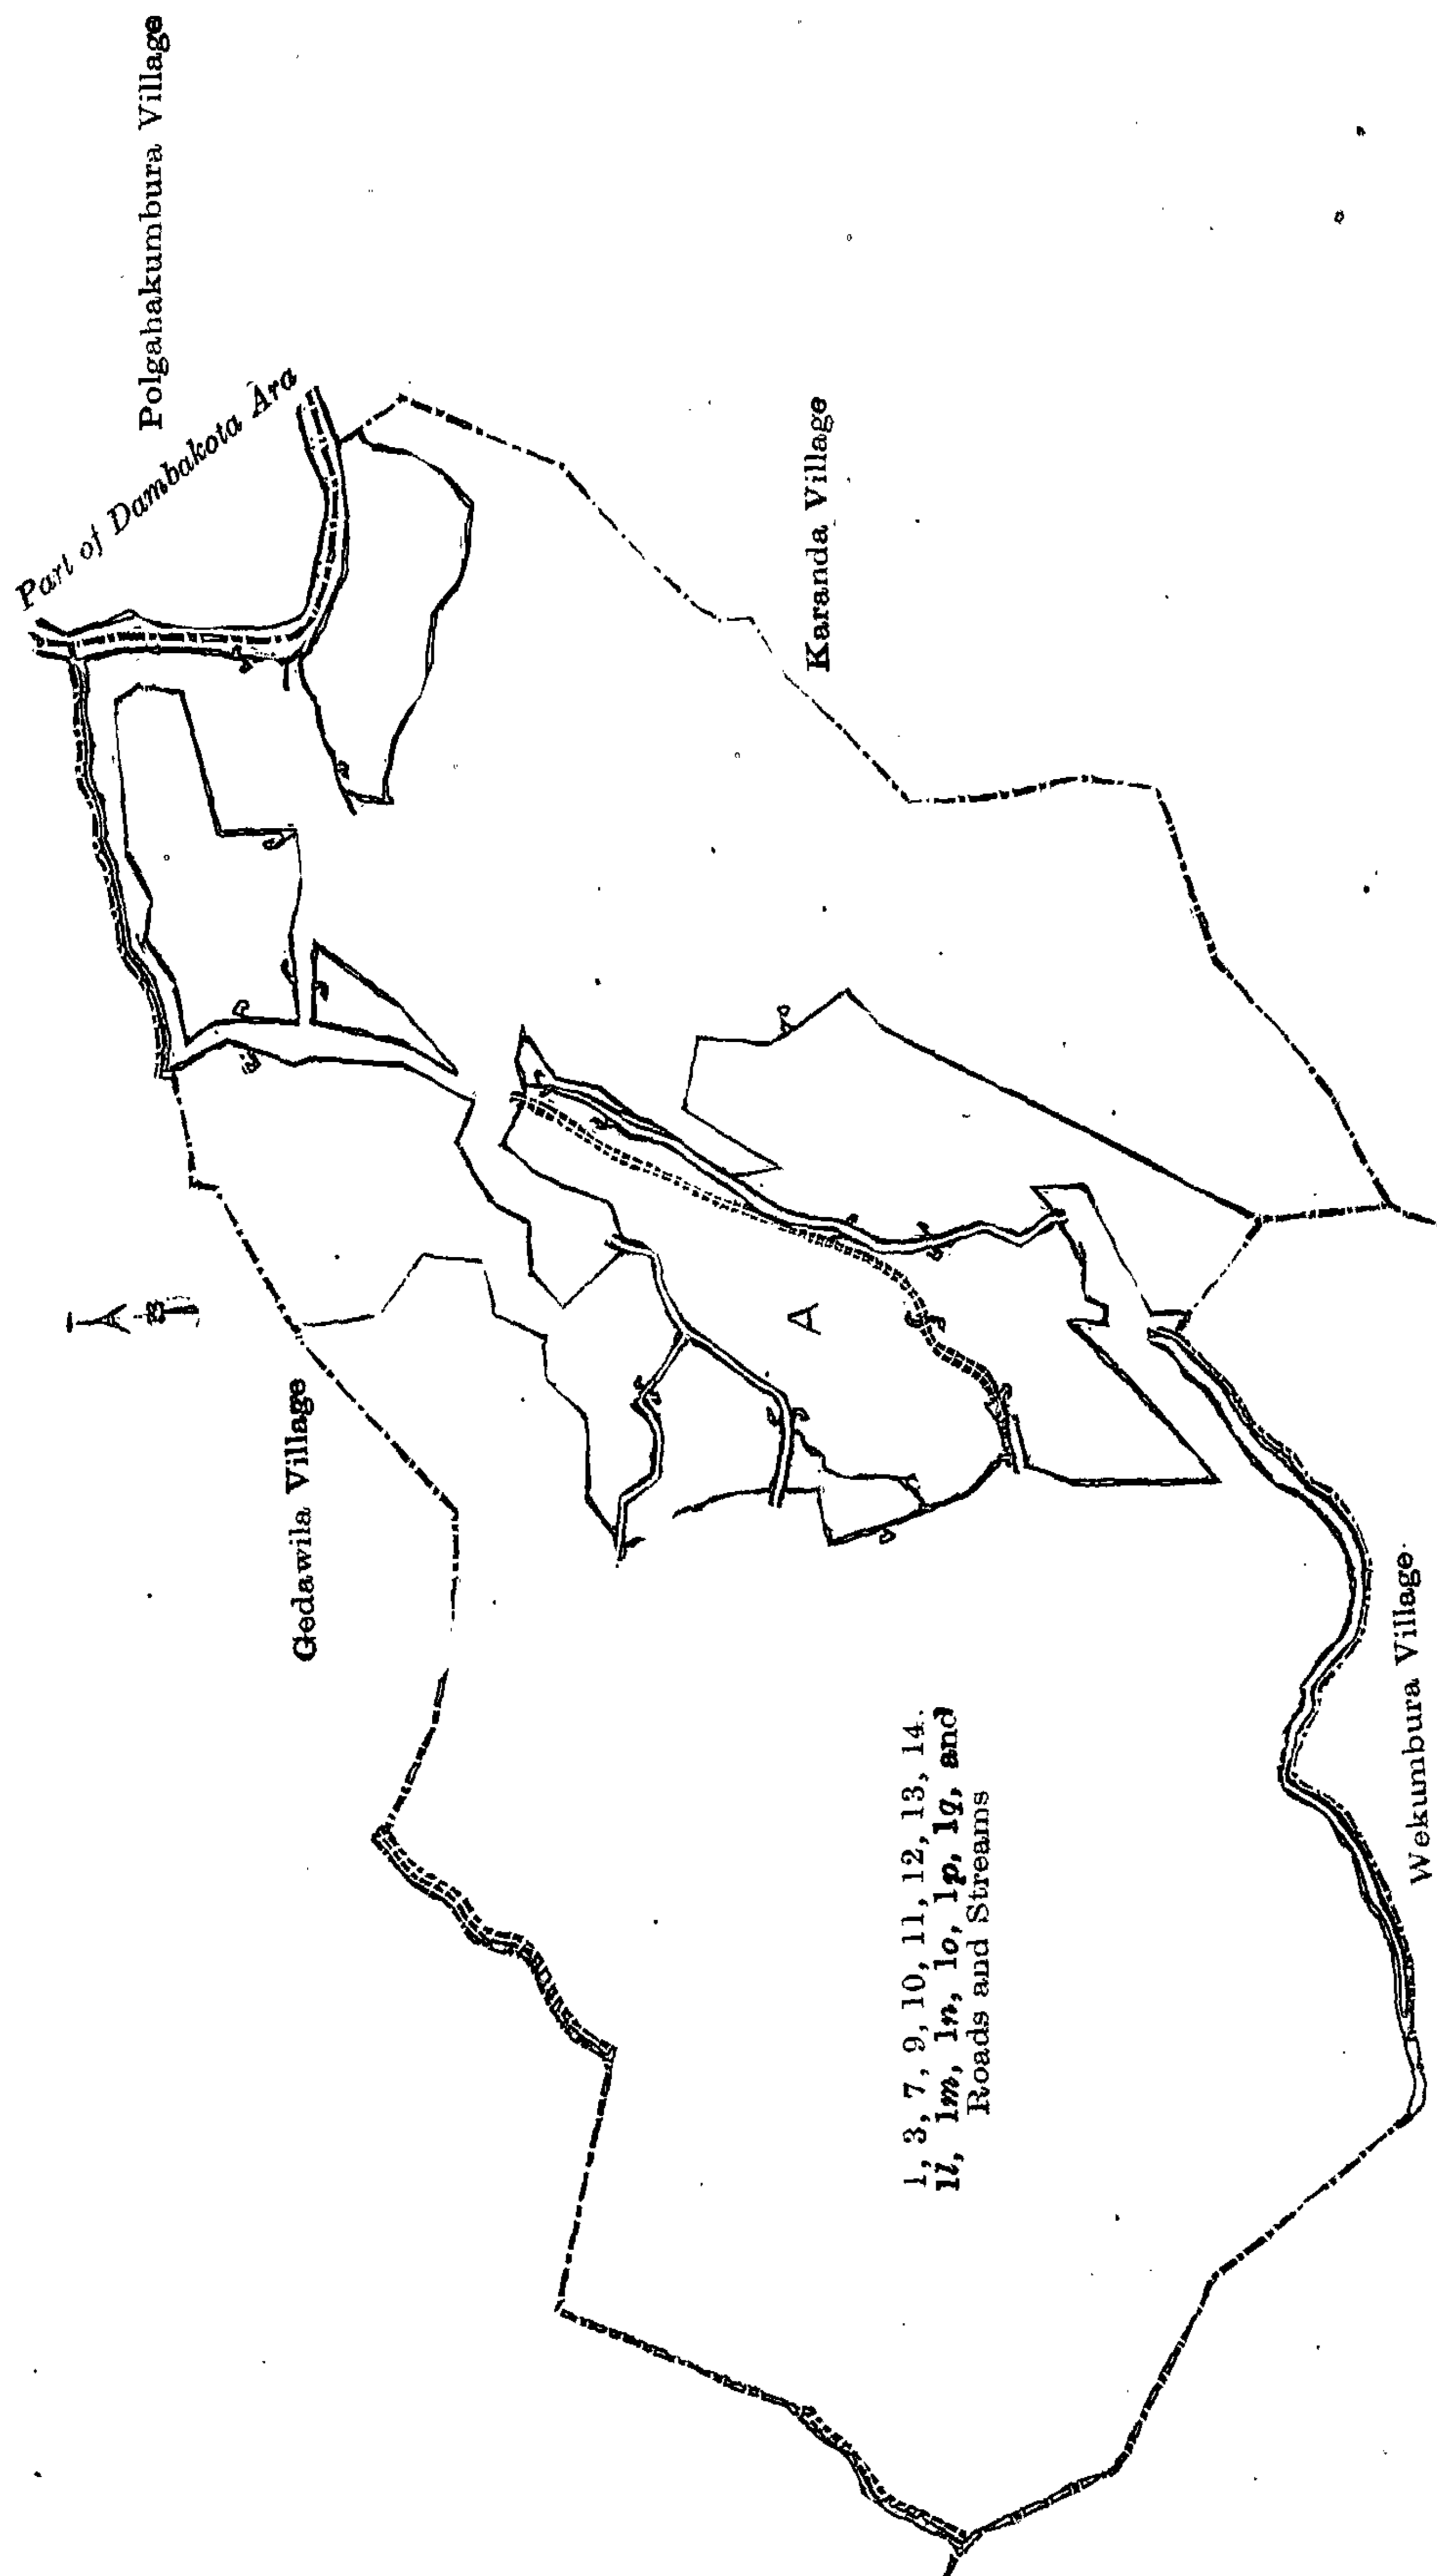 Polgahakumbura Village
Part of Dambakota Ara
Gedawila Village
Karanda Village
A
1, 3, 7, 9, 10, 11, 12, 13, 14.
1l, 1m, 1n, 1o, 1p, 1q, and
Roads and Streams
Wekumbura Village.